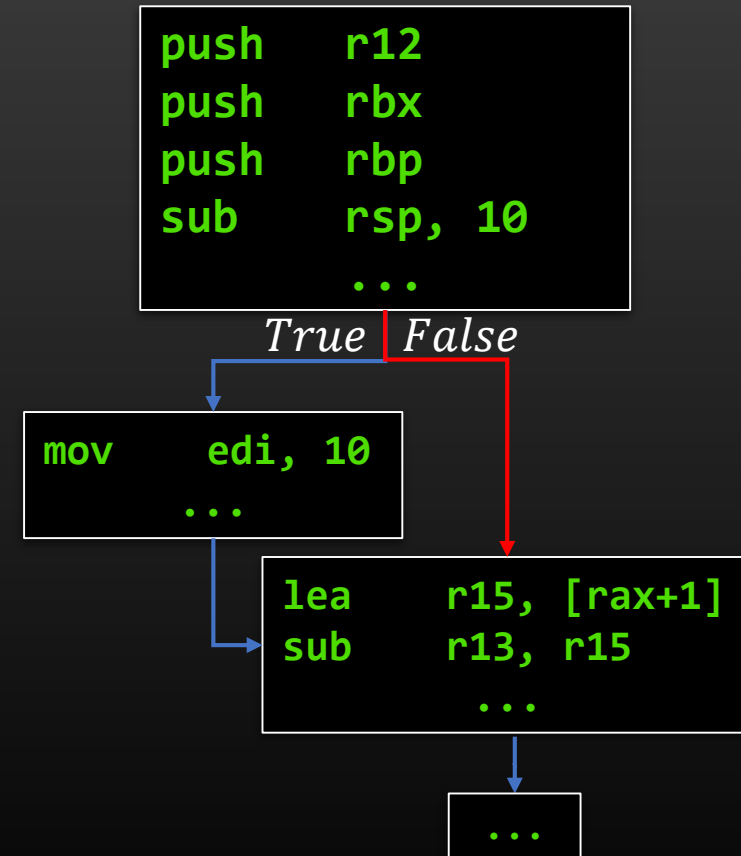 push r12
push rbx
push rbp
sub rsp, 10
...
True False
mov edi, 10
...
lea r15, [rax+1]
sub r13, r15
...
...